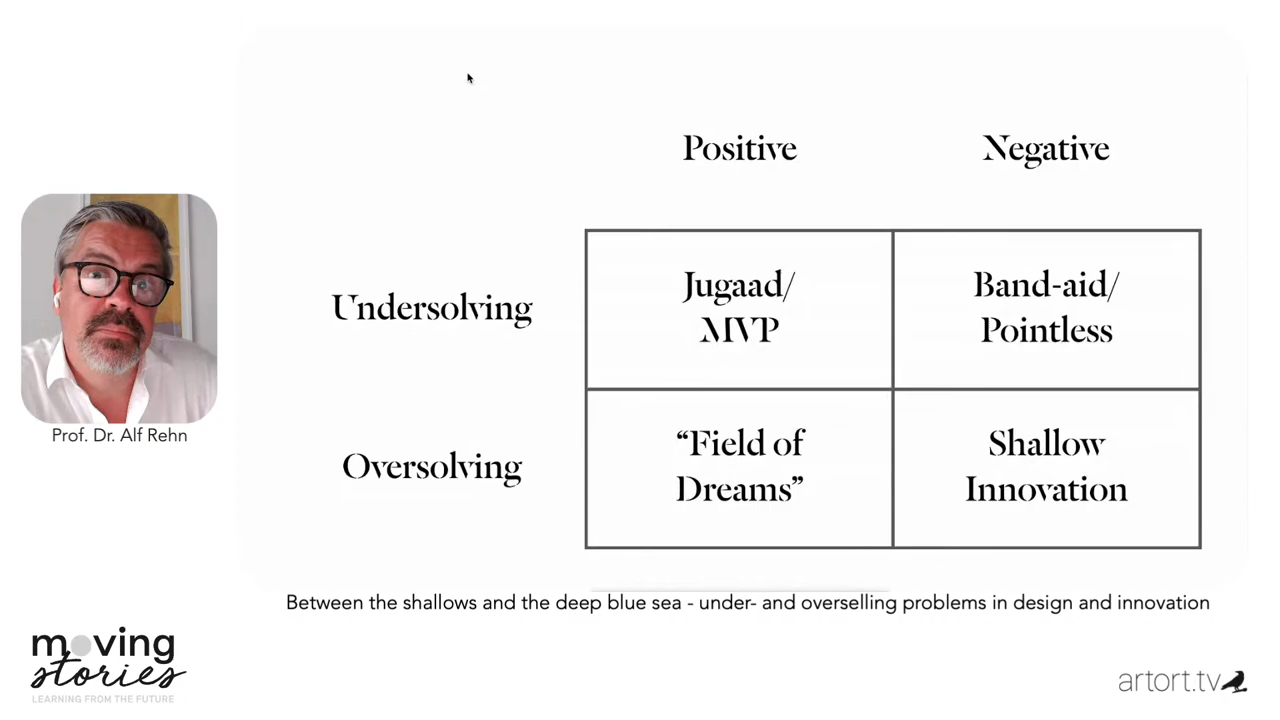 Positive
Negative
Undersolving
Jugaad/
MVP
Band-aid/
Pointless
Oversolving
“Field of
Dreams”
Shallow
Innovation
Prof. Dr. Alf Rehn
Between the shallows and the deep blue sea - under- and overselling problems in design and innovation
moving
stories
LEARNING FROM THE FUTURE
artort.tv